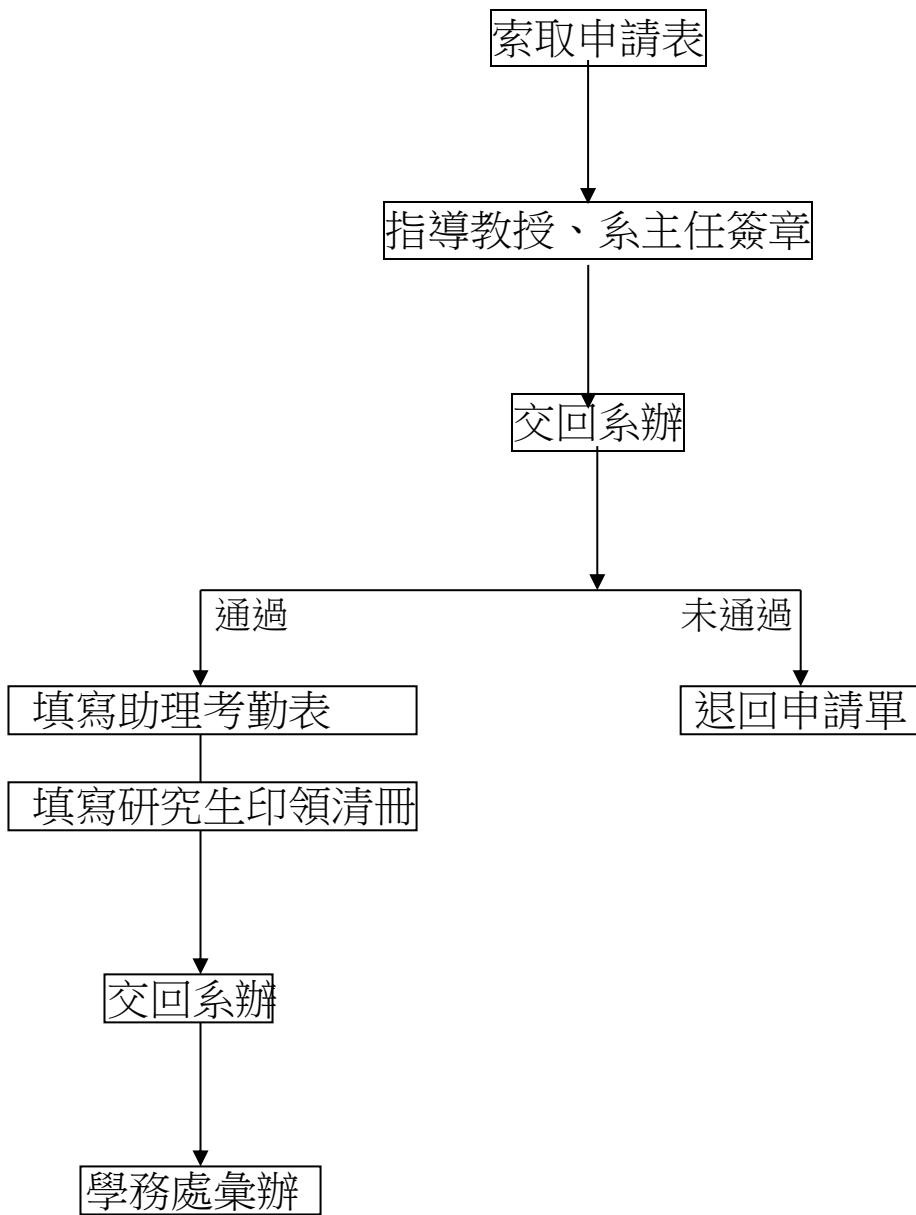 索取申請表
指導教授、系主任簽章
交回系辦
通過
未通過
填寫助理考勤表
退回申請單
填寫研究生印領清冊
交回系辦
學務處彙辦